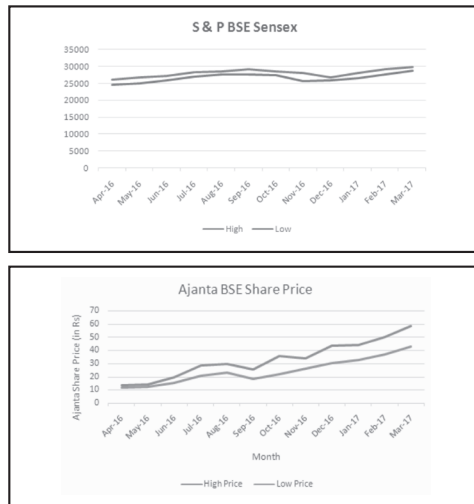 S & P BSE Sensex
35000
30000
25000
20000
15000
10000
5000
0
Apr-16 May-16 Jun-16 Jul-16 Aug-16 Sep-16 Oct-16 Nov-16 Dec-16 Jan-17 Feb-17 Mar-17
High Low
Ajanta BSE Share Price
Ajanta Share Price (in Rs)
70
60
50
40
30
20
10
0
Apr-16 May-16 Jun-16 Jul-16 Aug-16 Sep-16 Oct-16 Nov-16 Dec-16 Jan-17 Feb-17 Mar-17
Month
High Price Low Price